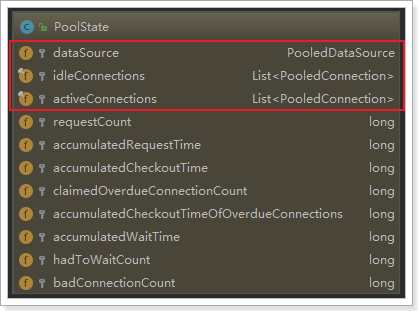 PoolState
dataSource PooledDataSource
idleConnections List<PooledConnection>
activeConnections List<PooledConnection>
requestCount long
accumulatedRequestTime long
accumulatedCheckoutTime long
claimedOverdueConnectionCount long
accumulatedCheckoutTimeOfOverdueConnections long
accumulatedWaitTime long
hadToWaitCount long
badConnectionCount long